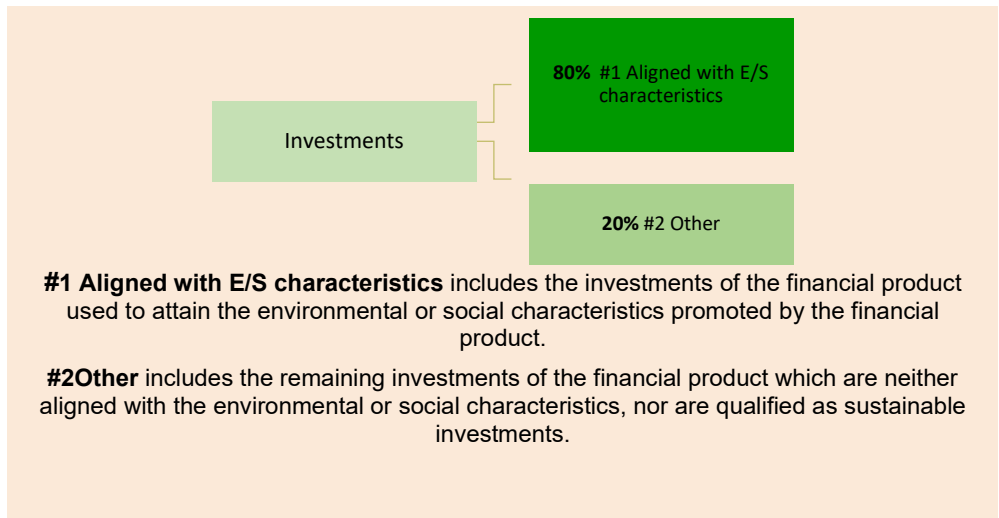 80% #1 Aligned with E/S
characteristics
Investments
20% #2 Other
#1 Aligned with E/S characteristics includes the investments of the financial product
used to attain the environmental or social characteristics promoted by the financial
product.
#2Other includes the remaining investments of the financial product which are neither
aligned with the environmental or social characteristics, nor are qualified as sustainable
investments.